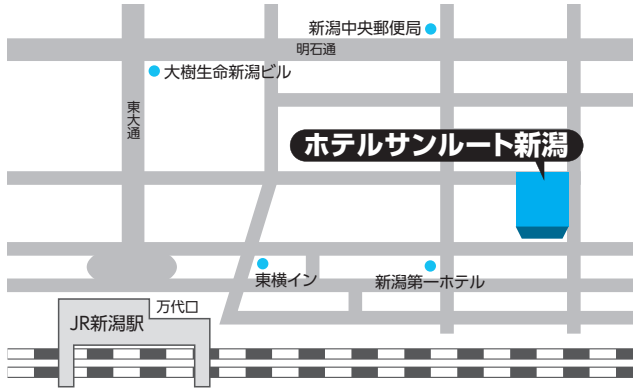 新潟中央郵便局
明石通
大樹生命新潟ビル
東大通
ホテルサンルート新潟
東横イン
新潟第一ホテル
万代口
JR新潟駅